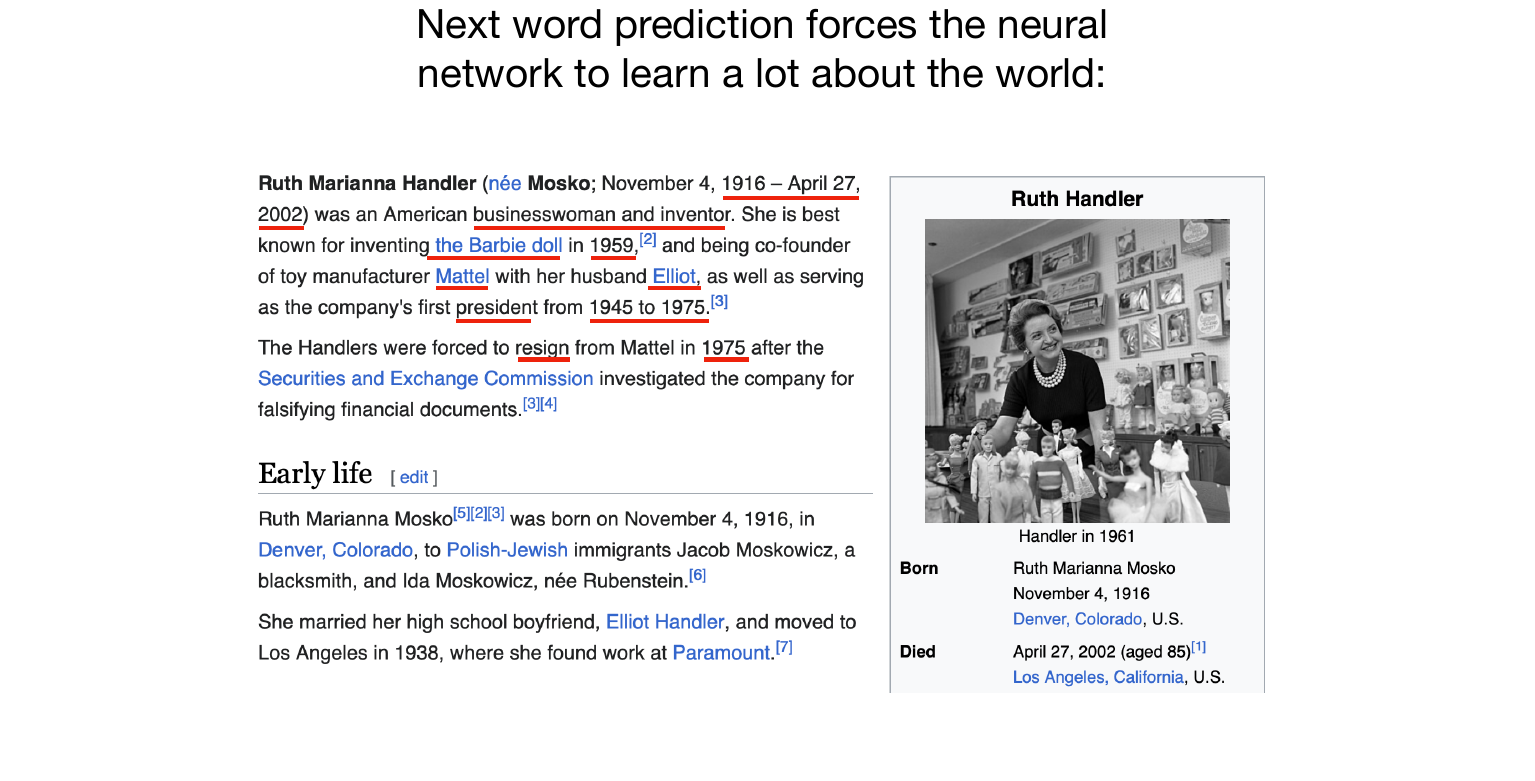 Next word prediction forces the neural
network to learn a lot about the world:
Ruth Marianna Handler (née Mosko; November 4, 1916 – April 27,
2002) was an American businesswoman and inventor. She is best
known for inventing the Barbie doll in 1959,[2] and being co-founder
of toy manufacturer Mattel with her husband Elliot, as well as serving
as the company's first president from 1945 to 1975.[3]
The Handlers were forced to resign from Mattel in 1975 after the
Securities and Exchange Commission investigated the company for
falsifying financial documents.[3][4]
Early life [ edit ]
Ruth Marianna Mosko[5][2][3] was born on November 4, 1916, in
Denver, Colorado, to Polish-Jewish immigrants Jacob Moskowicz, a
blacksmith, and Ida Moskowicz, née Rubenstein.[6]
She married her high school boyfriend, Elliot Handler, and moved to
Los Angeles in 1938, where she found work at Paramount.[7]
Ruth Handler
Handler in 1961
Born Ruth Marianna Mosko
November 4, 1916
Denver, Colorado, U.S.
Died April 27, 2002 (aged 85)[1]
Los Angeles, California, U.S.